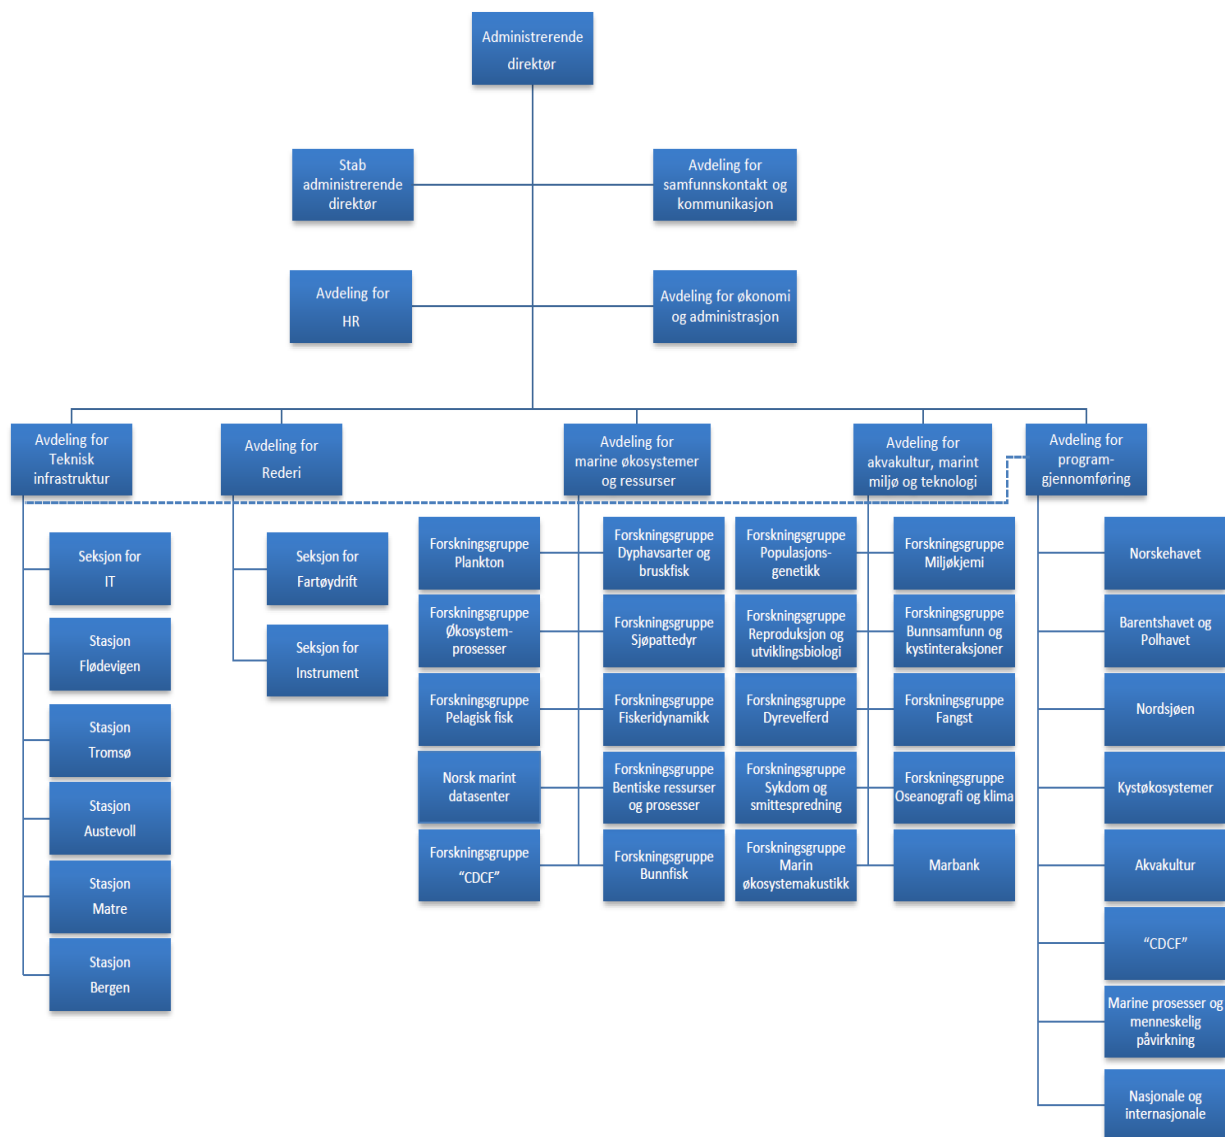 Administrerende
direktør
Stab
administrerende
direktør
Avdeling for
samfunnskontakt og
kommunikasjon
Avdeling for
HR
Avdeling for økonomi
og administrasjon
Avdeling for
Teknisk
infrastruktur
Avdeling for
Rederi
Avdeling for
marine økosystemer
og ressurser
Avdeling for
akvakultur, marint
miljø og teknologi
Avdeling for
program-
gjennomføring
Seksjon for
IT
Stasjon
Flødevigen
Stasjon
Tromsø
Stasjon
Austevoll
Stasjon
Matre
Stasjon
Bergen
Seksjon for
Fartøydrift
Seksjon for
Instrument
Forskningsgruppe
Plankton
Forskningsgruppe
Økosystem-
prosesser
Forskningsgruppe
Pelagisk fisk
Norsk marint
datasenter
Forskningsgruppe
“CDCF”
Forskningsgruppe
Dyphavsarter og
bruskfisk
Forskningsgruppe
Sjøpattedyr
Forskningsgruppe
Fiskeridynamikk
Forskningsgruppe
Bentiske ressurser
og prosesser
Forskningsgruppe
Bunnfisk
Forskningsgruppe
Populasjons-
genetikk
Forskningsgruppe
Reproduksjon og
utviklingsbiologi
Forskningsgruppe
Dyrevelferd
Forskningsgruppe
Sykdom og
smittespredning
Forskningsgruppe
Marin
økosystemakustikk
Forskningsgruppe
Miljøkjemi
Forskningsgruppe
Bunnsamfunn og
kystinteraksjoner
Forskningsgruppe
Fangst
Forskningsgruppe
Oseanografi og klima
Marbank
Norskehavet
Barentshavet og
Polhavet
Nordsjøen
Kystøkosystemer
Akvakultur
“CDCF”
Marine prosesser og
menneskelig
påvirkning
Nasjonale og
internasjonale